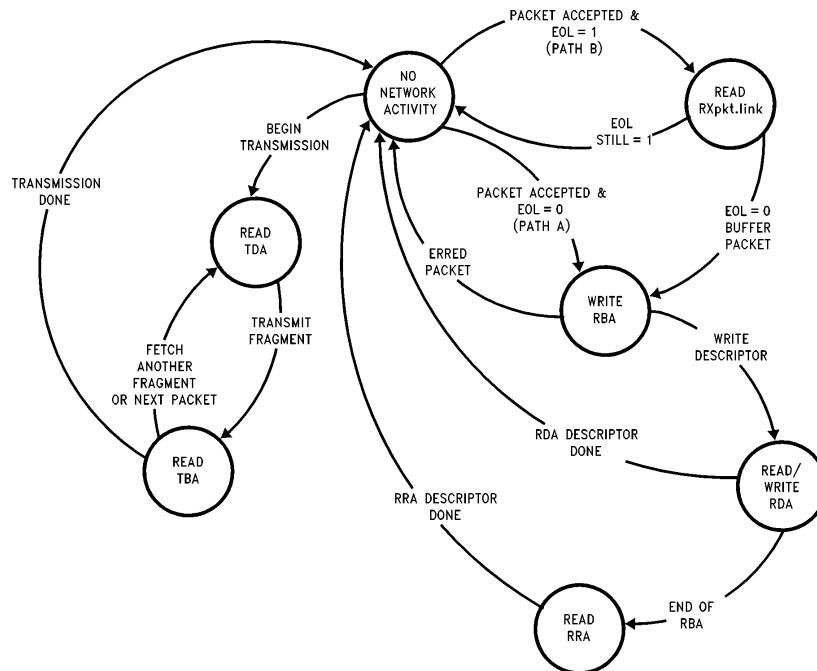 PACKET ACCEPTED &
EOL = 1
(PATH B)
NO
NETWORK
ACTIVITY
READ
RXpkt.link
BEGIN
TRANSMISSION
EOL
STILL = 1
TRANSMISSION
DONE
PACKET ACCEPTED &
EOL = 0
(PATH A)
EOL = 0
BUFFER
PACKET
READ
TDA
ERRED
PACKET
WRITE
RBA
TRANSMIT
FRAGMENT
WRITE
DESCRIPTOR
FETCH
ANOTHER
FRAGMENT
OR NEXT PACKET
RDA DESCRIPTOR
DONE
READ
TBA
READ/
WRITE
RDA
RRA DESCRIPTOR
DONE
END OF
RBA
READ
RRA